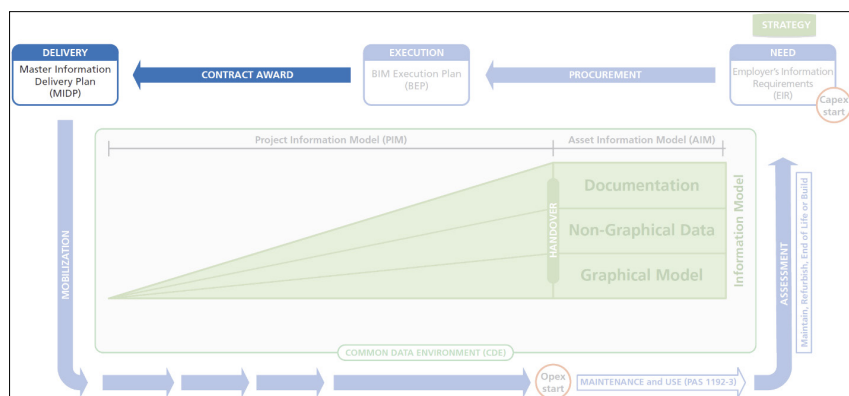 STRATEGY
DELIVERY
Master Information
Delivery Plan
(MIDP)
CONTRACT AWARD
EXECUTION
BIM Execution Plan
(BEP)
PROCUREMENT
NEED
Employer's Information
Requirements
(EIR)
Capex
start
Project Information Model (PIM)
Asset Information Model (AIM)
Documentation
Non-Graphical Data
Graphical Model
HANDOVER
Information Model
MOBILIZATION
ASSESSMENT
Maintain, Refurbish, End of Life or Build
COMMON DATA ENVIRONMENT (CDE)
Opex
start
MAINTENANCE and USE (PAS 1192-3)